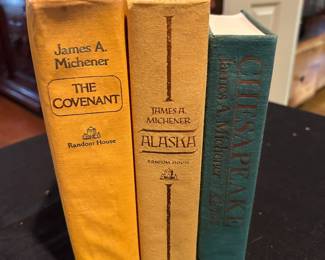 James A.
Michener
THE
COVENANT
Random House
JAMES A.
MICHENER
ALASKA
RANDOM HOUSE
CHESAPEAKE
James A. Michener